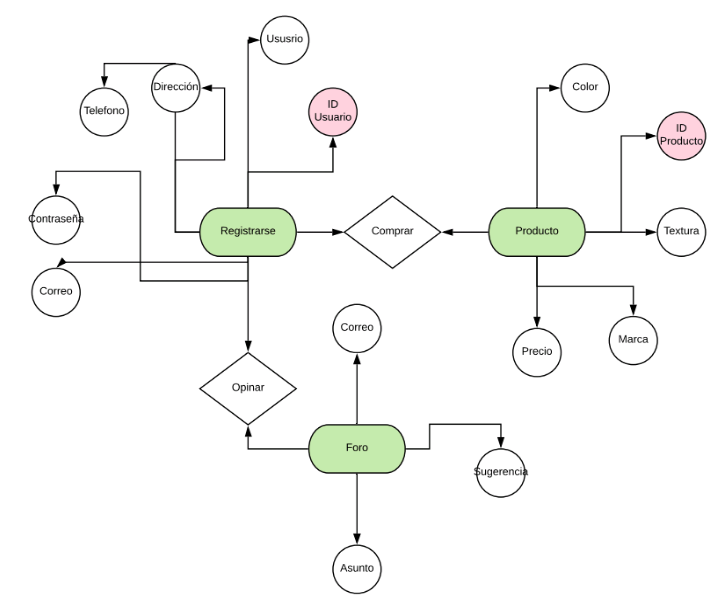 Ususrio
Dirección
Telefono
ID
Usuario
Color
ID
Producto
Contraseña
Registrarse
Comprar
Producto
Textura
Correo
Correo
Precio
Marca
Opinar
Foro
Sugerencia
Asunto